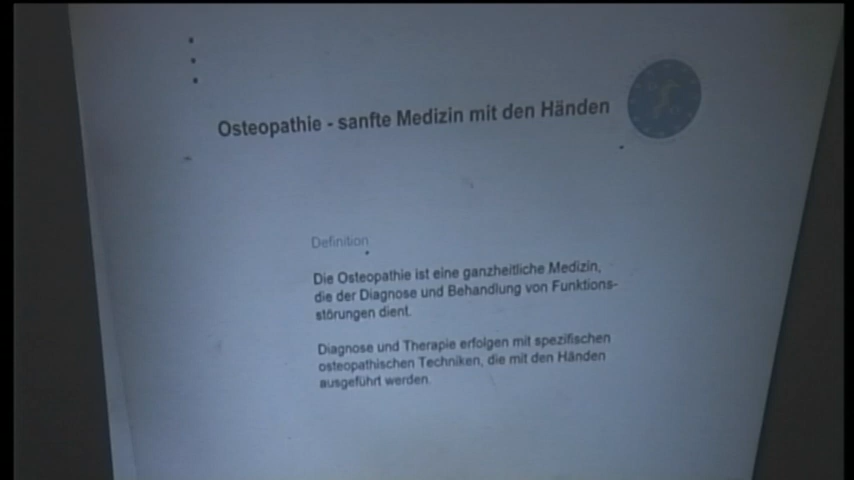 Osteopathie - sanfte Medizin mit den Händen
Definition
Die Osteopathie ist eine ganzheitliche Medizin,
die der Diagnose und Behandlung von Funktions-
störungen dient.
Diagnose und Therapie erfolgen mit spezifischen
osteopathischen Techniken, die mit den Händen
ausgeführt werden.